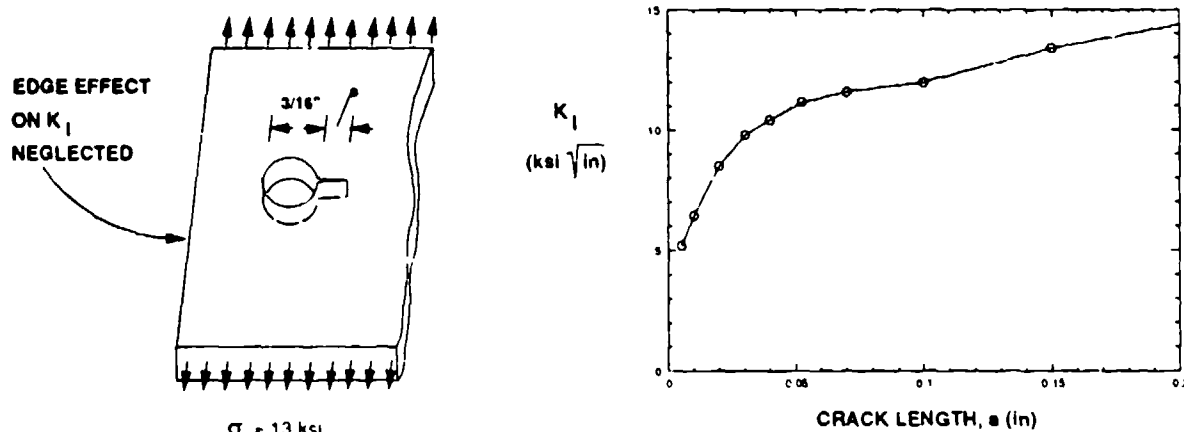 EDGE EFFECT
ON K I
NEGLECTED
3/16"
σ = 13 ksi
K I
(ksi √in)
15
10
5
0
0
0.05
0.1
0.15
CRACK LENGTH, a (in)